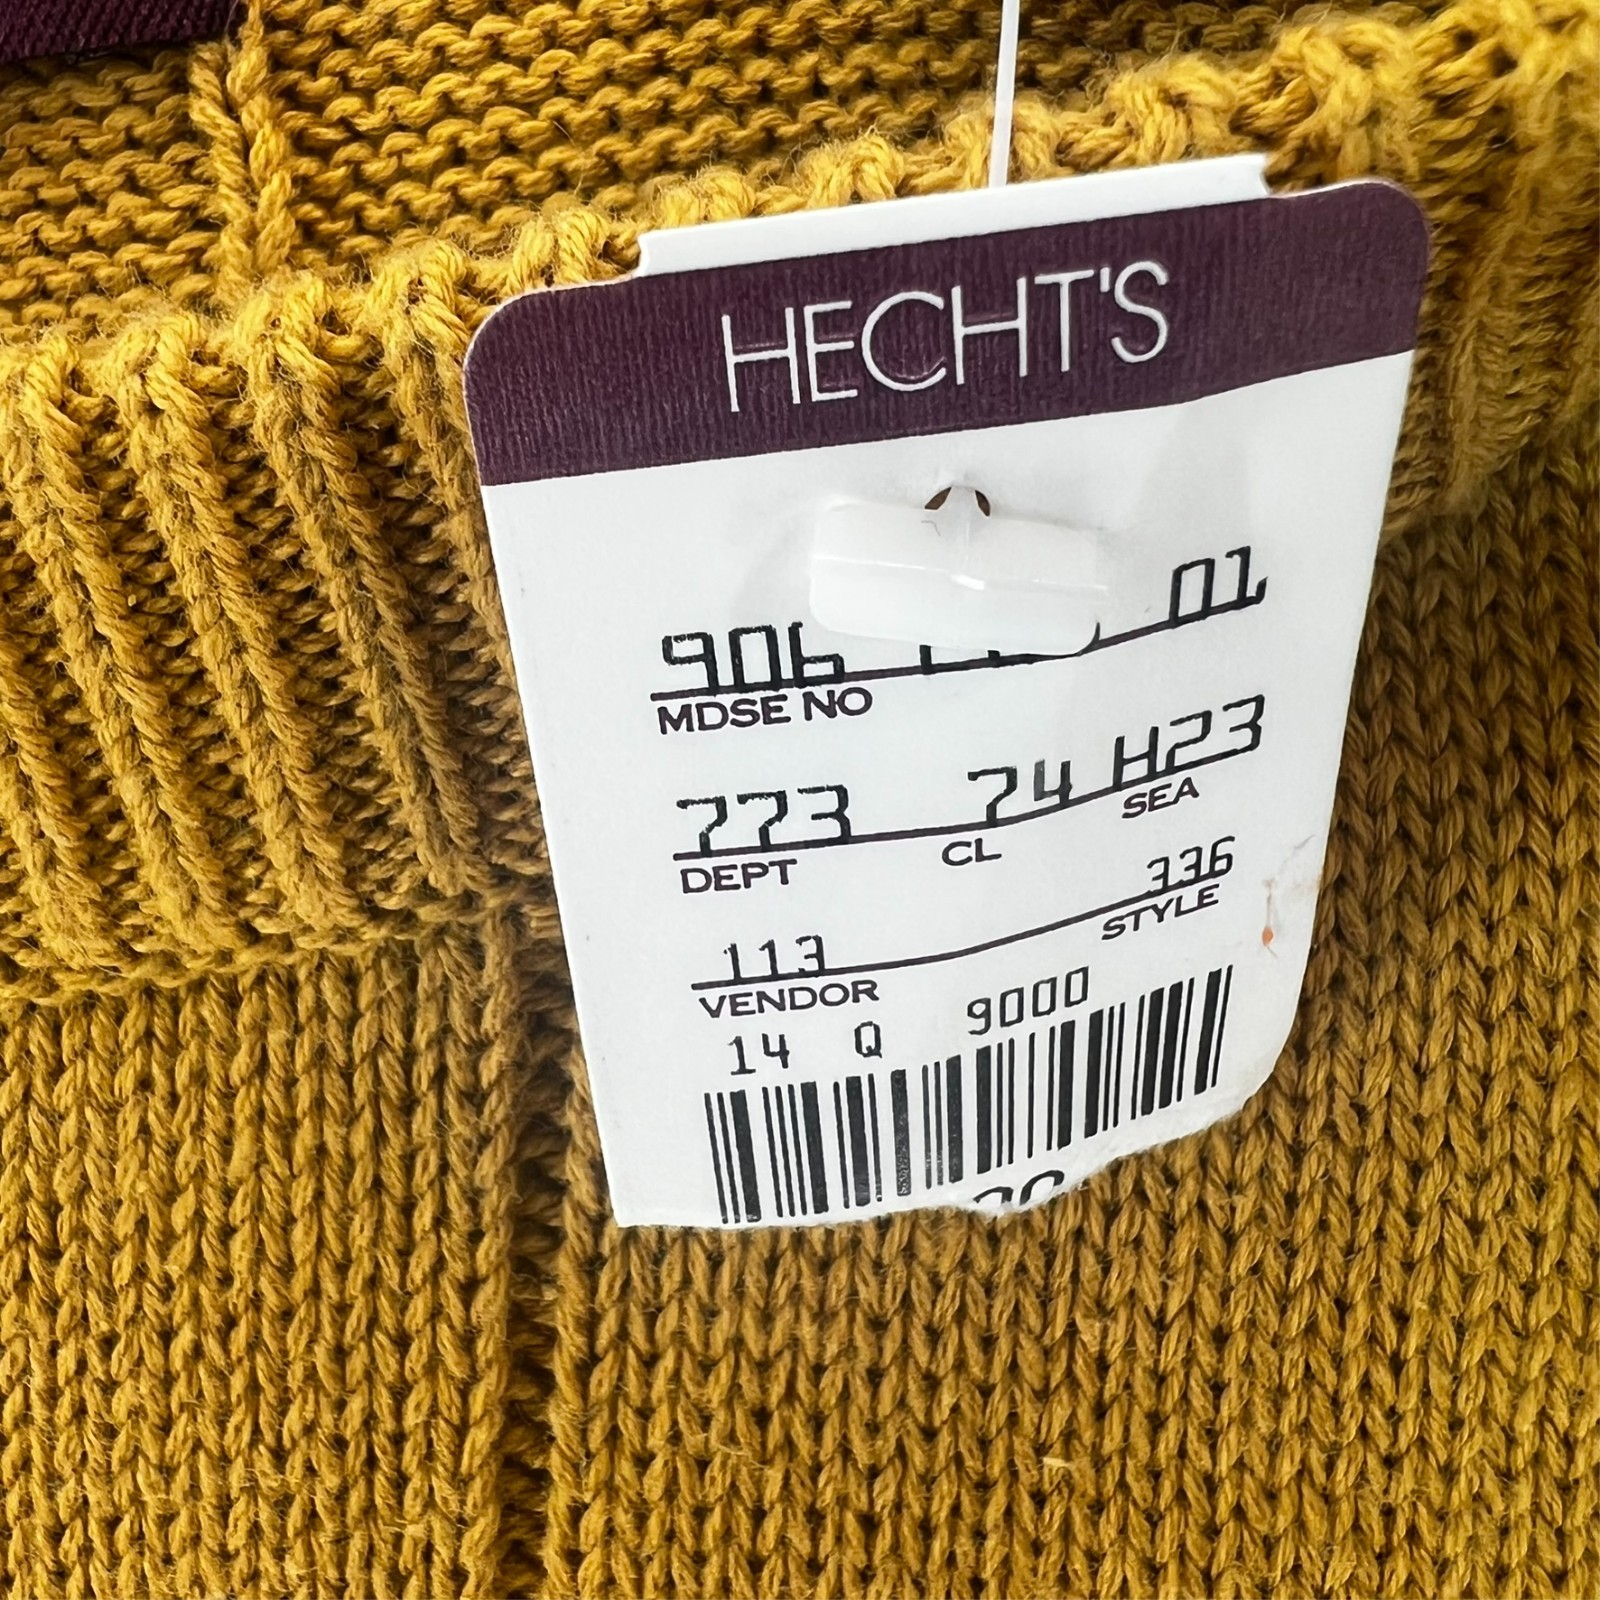 HECHT'S
906 01
MDSE NO
773 74 H23
DEPT CL SEA
113 336
VENDOR STYLE
14 Q 9000